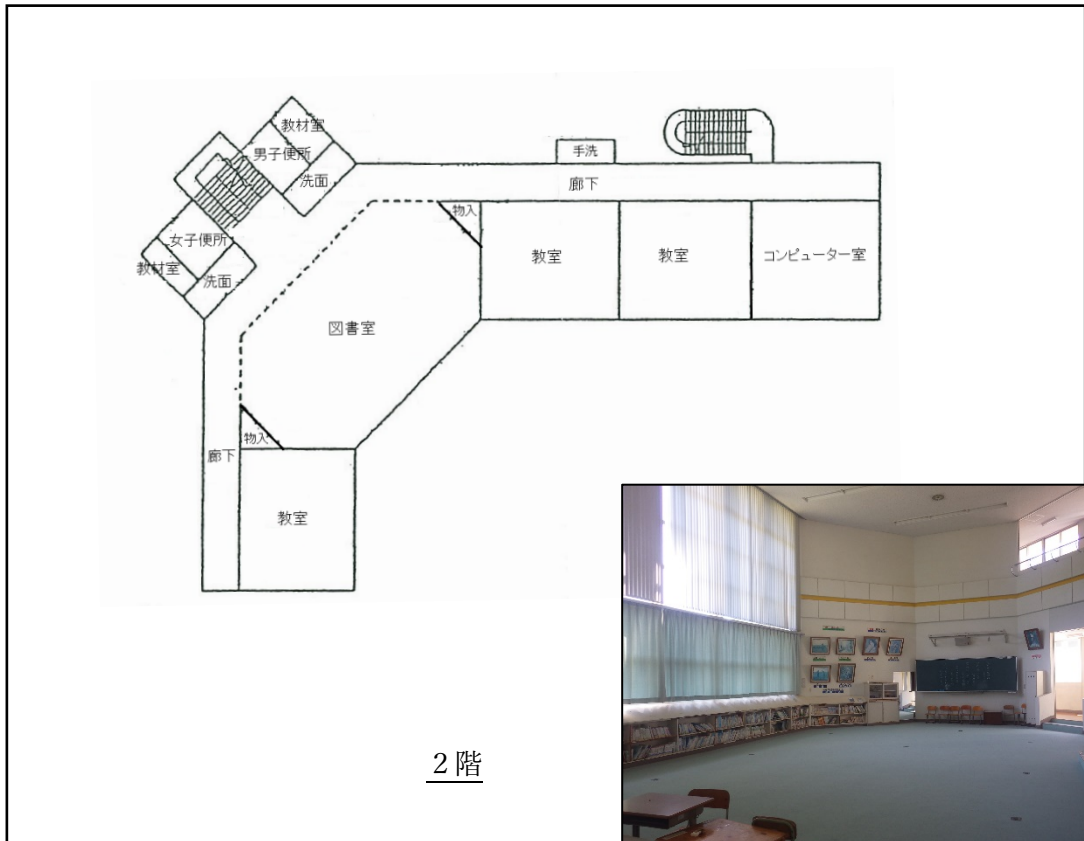 教材室
男子便所
洗面
手洗
廊下
女子便所
教材室
洗面
物入
教室
教室
コンピューター室
図書室
物入
廊下
教室
２階